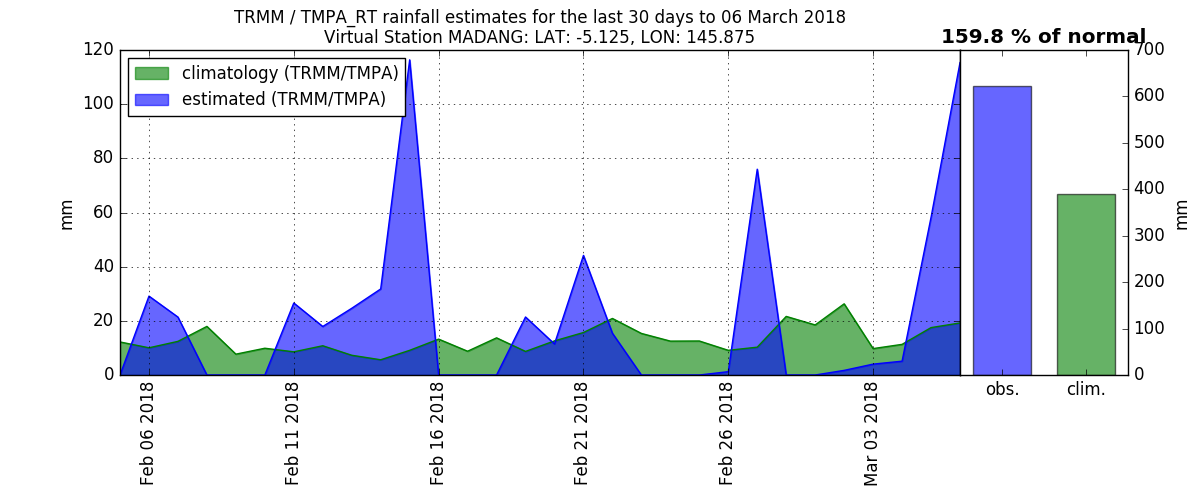 TRMM / TMPA_RT rainfall estimates for the last 30 days to 06 March 2018
Virtual Station MADANG: LAT: -5.125, LON: 145.875
159.8 % of normal
climatology (TRMM/TMPA)
estimated (TRMM/TMPA)
mm
120
100
80
60
40
20
0
Feb 06 2018
Feb 11 2018
Feb 16 2018
Feb 21 2018
Feb 26 2018
Mar 03 2018
obs.
clim.
700
600
500
400
300
200
100
0
mm